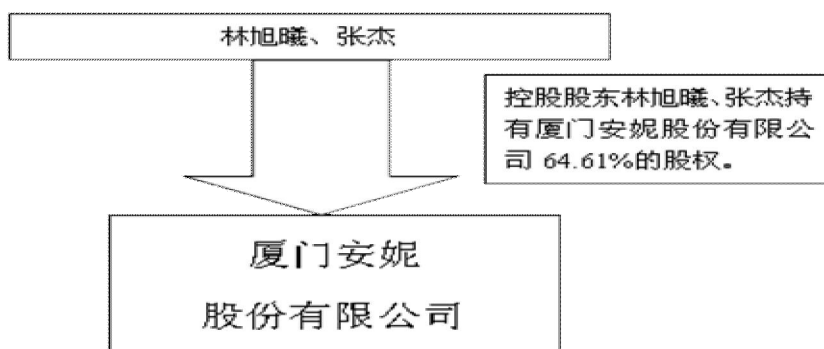 林旭曦、张杰
控股股东林旭曦、张杰持
有厦门安妮股份有限公
司 64.61%的股权。
厦门安妮
股份有限公司